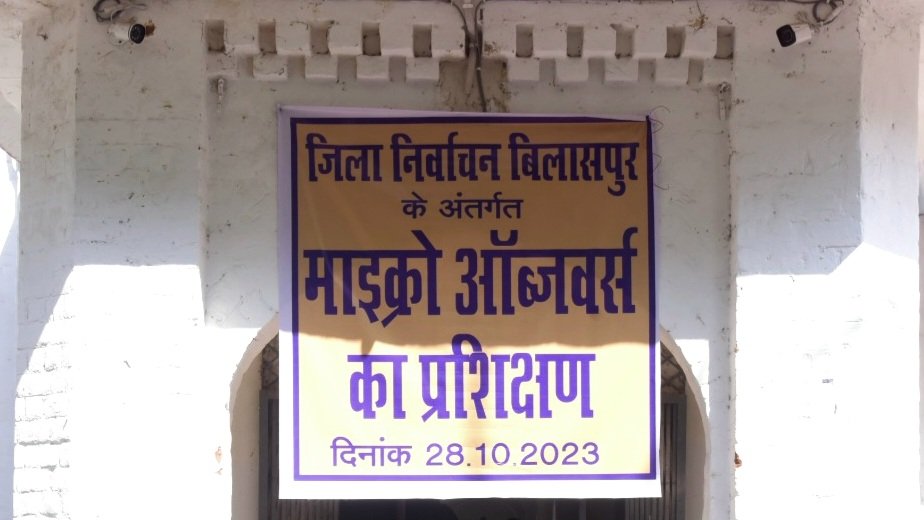 जिला निर्वाचन बिलासपुर
के अंतर्गत
माइक्रो ऑब्जवर्स
का प्रशिक्षण
दिनांक 28.10.2023